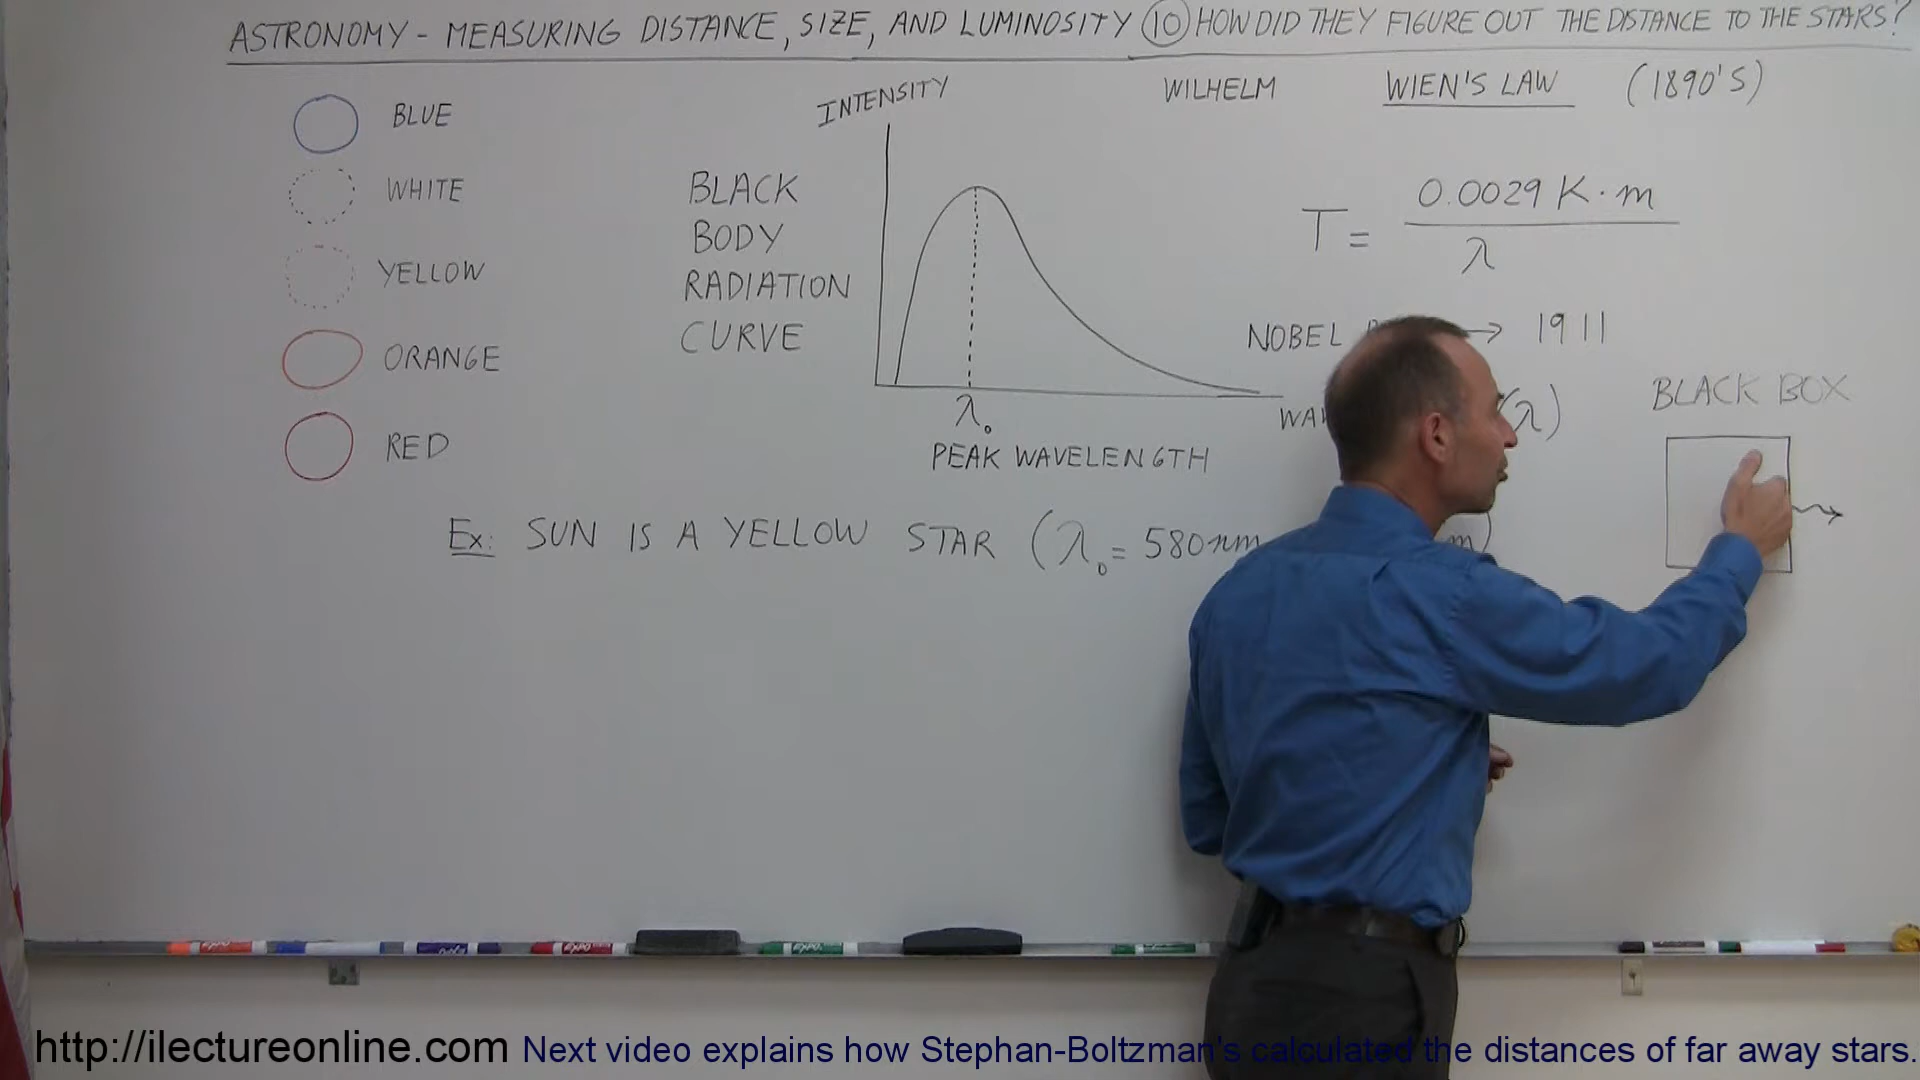 ASTRONOMY - MEASURING DISTANCE, SIZE, AND LUMINOSITY 10 HOW DID THEY FIGURE OUT THE DISTANCE TO THE STARS?
INTENSITY
WILHELM WIEN'S LAW (1890'S)
BLUE
WHITE
YELLOW
ORANGE
RED
BLACK
BODY
RADIATION
CURVE
λ₀
PEAK WAVELENGTH
T = 0.0029 K·m / λ
NOBEL → 1911
(λ)
BLACK BOX
Ex: SUN IS A YELLOW STAR (λ₀ = 580nm m)
http://ilectureonline.com Next video explains how Stephan-Boltzman's calculated the distances of far away stars.